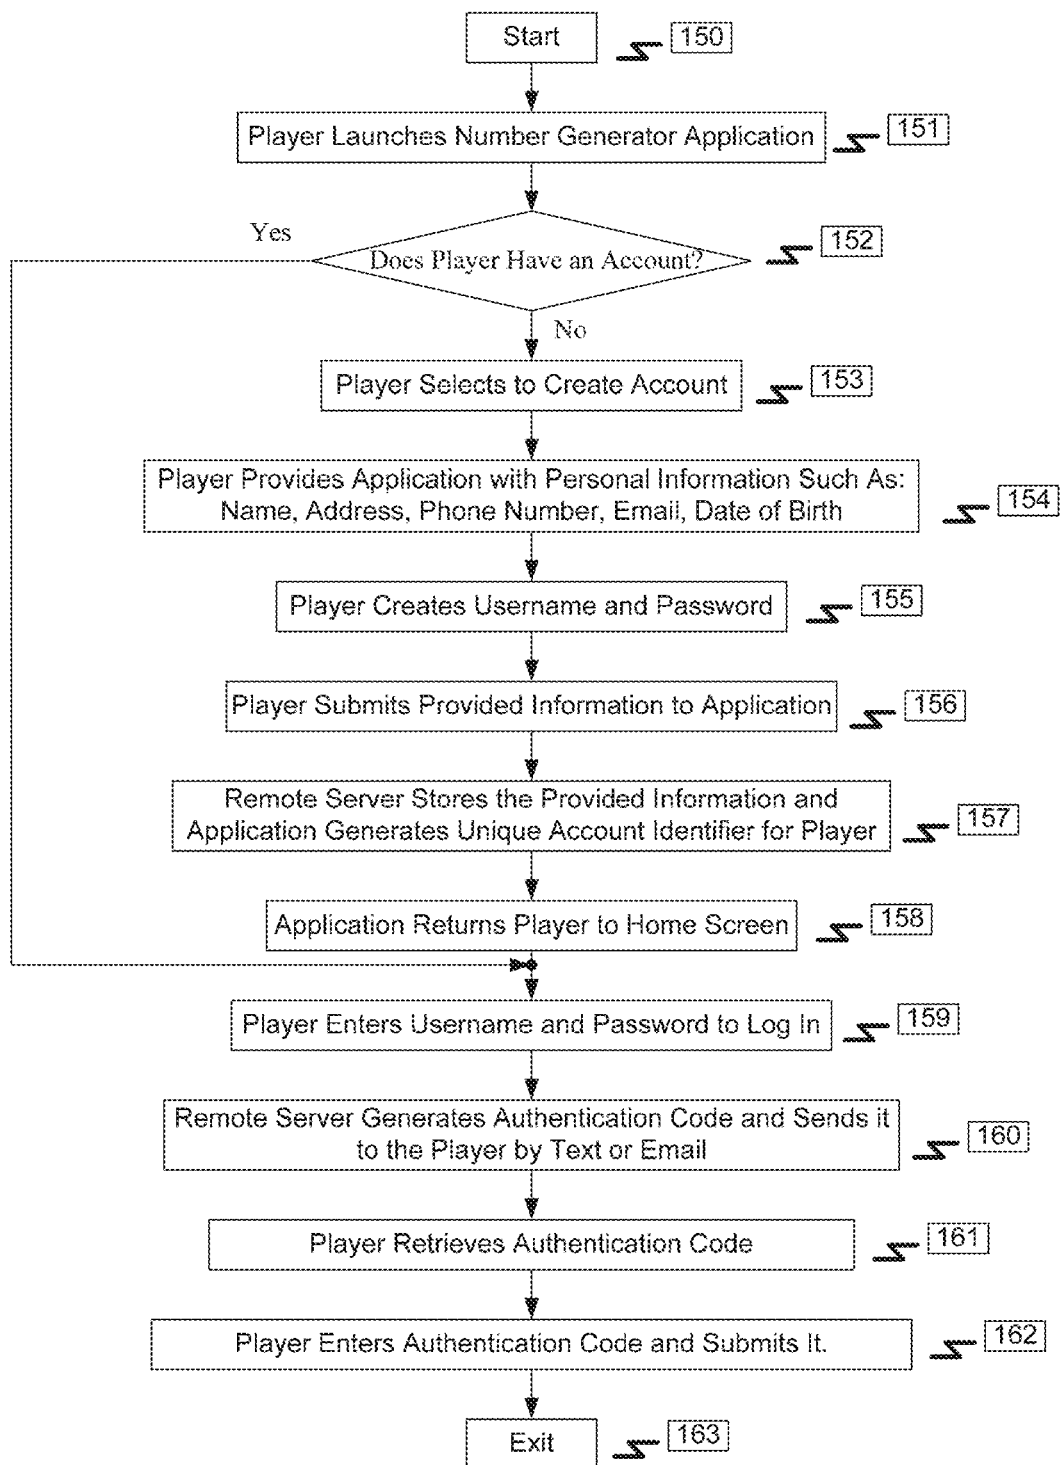 Start
150
Player Launches Number Generator Application
151
Yes
Does Player Have an Account?
152
No
Player Selects to Create Account
153
Player Provides Application with Personal Information Such As:
Name, Address, Phone Number, Email, Date of Birth
154
Player Creates Username and Password
155
Player Submits Provided Information to Application
156
Remote Server Stores the Provided Information and
Application Generates Unique Account Identifier for Player
157
Application Returns Player to Home Screen
158
Player Enters Username and Password to Log In
159
Remote Server Generates Authentication Code and Sends it
to the Player by Text or Email
160
Player Retrieves Authentication Code
161
Player Enters Authentication Code and Submits It.
162
Exit
163